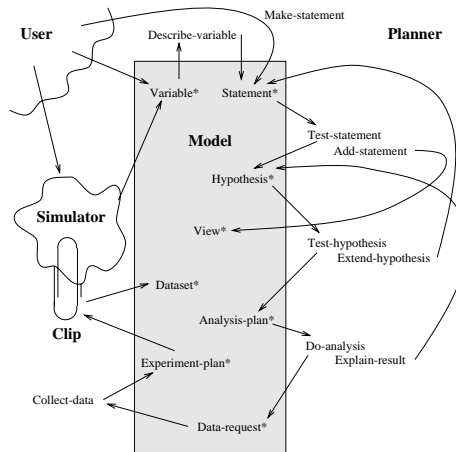 Make-statement
User
Describe-variable
Planner
Variable*
Statement*
Test-statement
Model
Add-statement
Hypothesis*
Simulator
View*
Test-hypothesis
Extend-hypothesis
Dataset*
Analysis-plan*
Clip
Do-analysis
Experiment-plan*
Explain-result
Collect-data
Data-request*